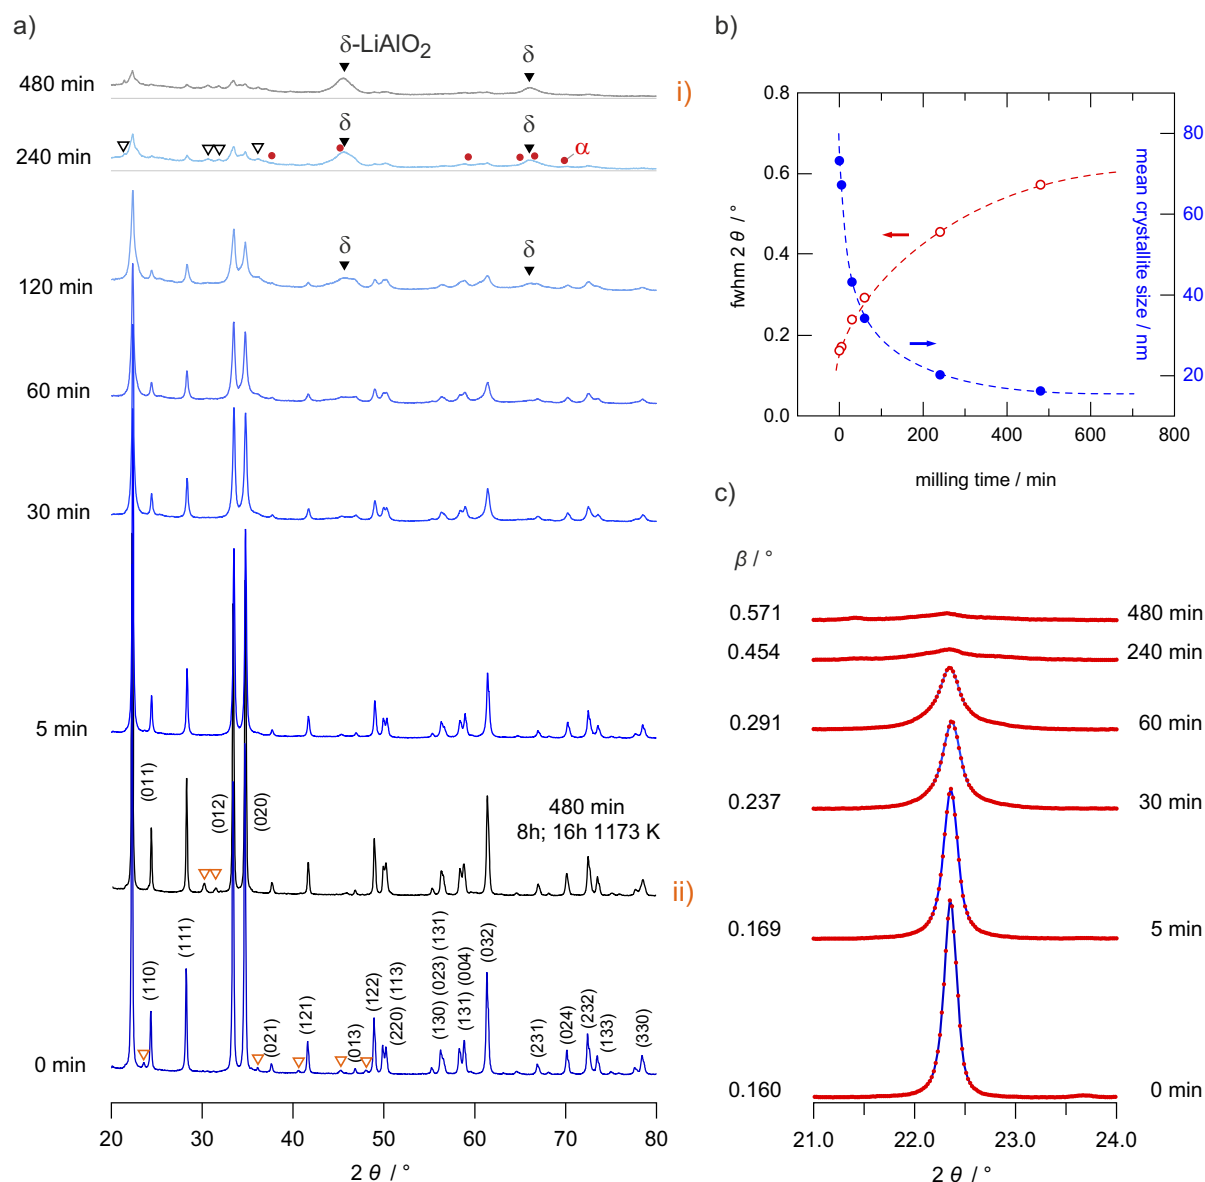 a)
δ-LiAlO2
δ
480 min
δ
δ
α
240 min
δ
δ
120 min
60 min
30 min
5 min
(011)
(012)
(020)
480 min
8h; 16h 1173 K
(110)
(111)
(021)
(121)
(013)
(122)
(220) (113)
(130) (023) (131)
(131) (004)
(032)
(231)
(024)
(232)
(133)
(330)
0 min
20
30
40
50
60
70
80
2 θ / °
b)
i)
0.8
0.6
0.4
0.2
0.0
fwhm 2 θ / °
80
60
40
20
mean crystallite size / nm
0
200
400
600
800
milling time / min
ii)
c)
β / °
0.571
480 min
0.454
240 min
0.291
60 min
0.237
30 min
0.169
5 min
0.160
0 min
21.0
22.0
23.0
24.0
2 θ / °